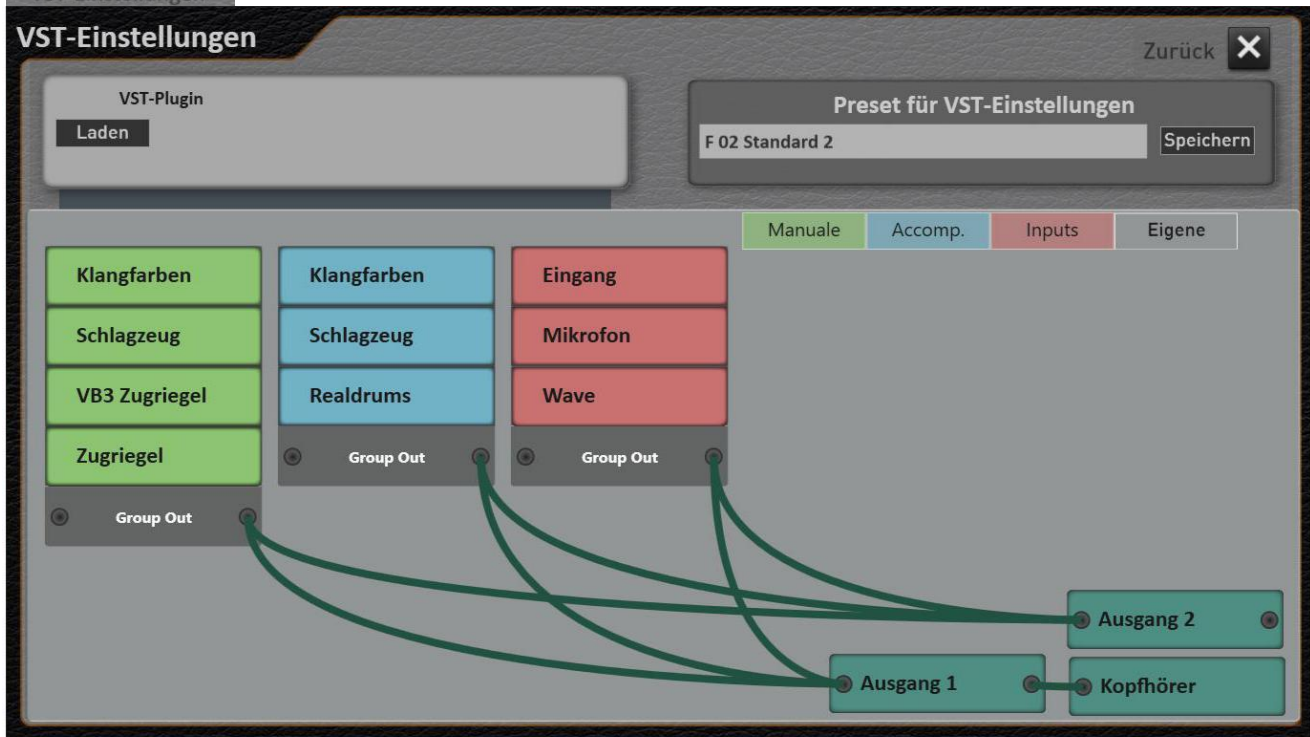 VST-Einstellungen
Zurück
VST-Plugin
Laden
Preset für VST-Einstellungen
F 02 Standard 2
Speichern
Manuale
Accomp.
Inputs
Eigene
Klangfarben
Schlagzeug
VB3 Zugriegel
Zugriegel
Group Out
Klangfarben
Schlagzeug
Realdrums
Group Out
Eingang
Mikrofon
Wave
Group Out
Ausgang 2
Ausgang 1
Kopfhörer